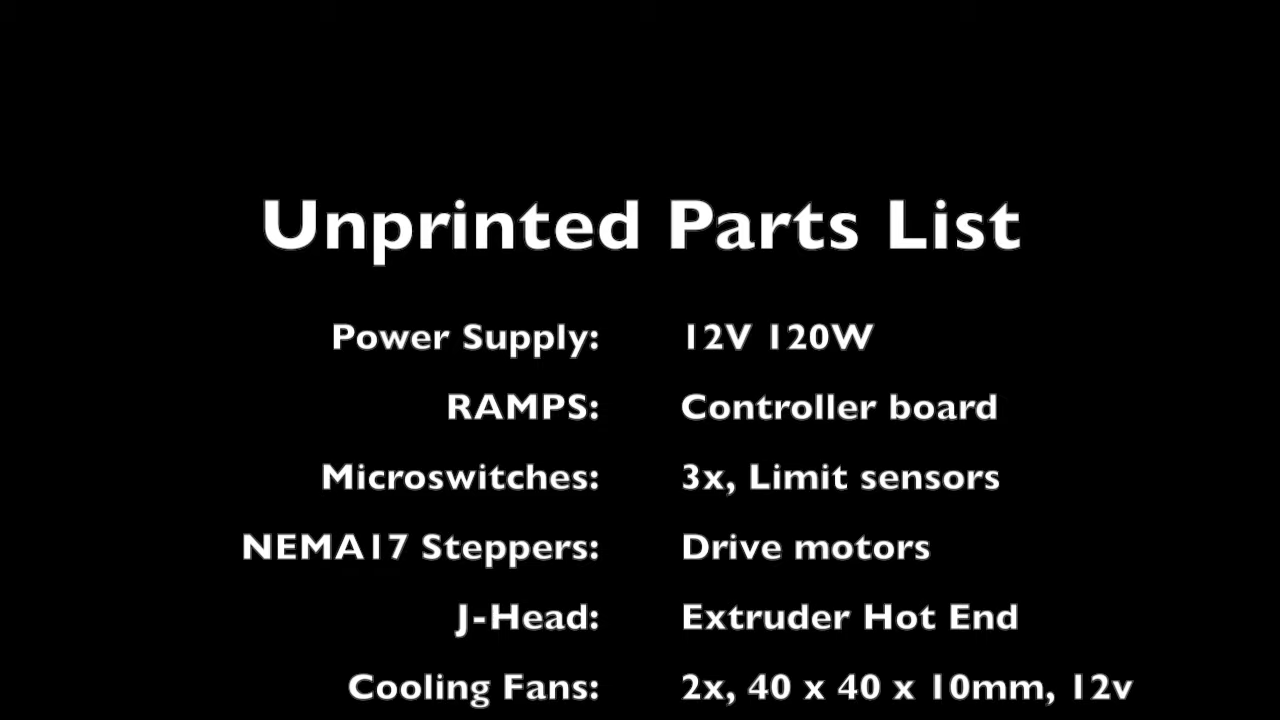 Unprinted Parts List
Power Supply: 12V 120W
RAMPS: Controller board
Microswitches: 3x, Limit sensors
NEMA17 Steppers: Drive motors
J-Head: Extruder Hot End
Cooling Fans: 2x, 40 x 40 x 10mm, 12v